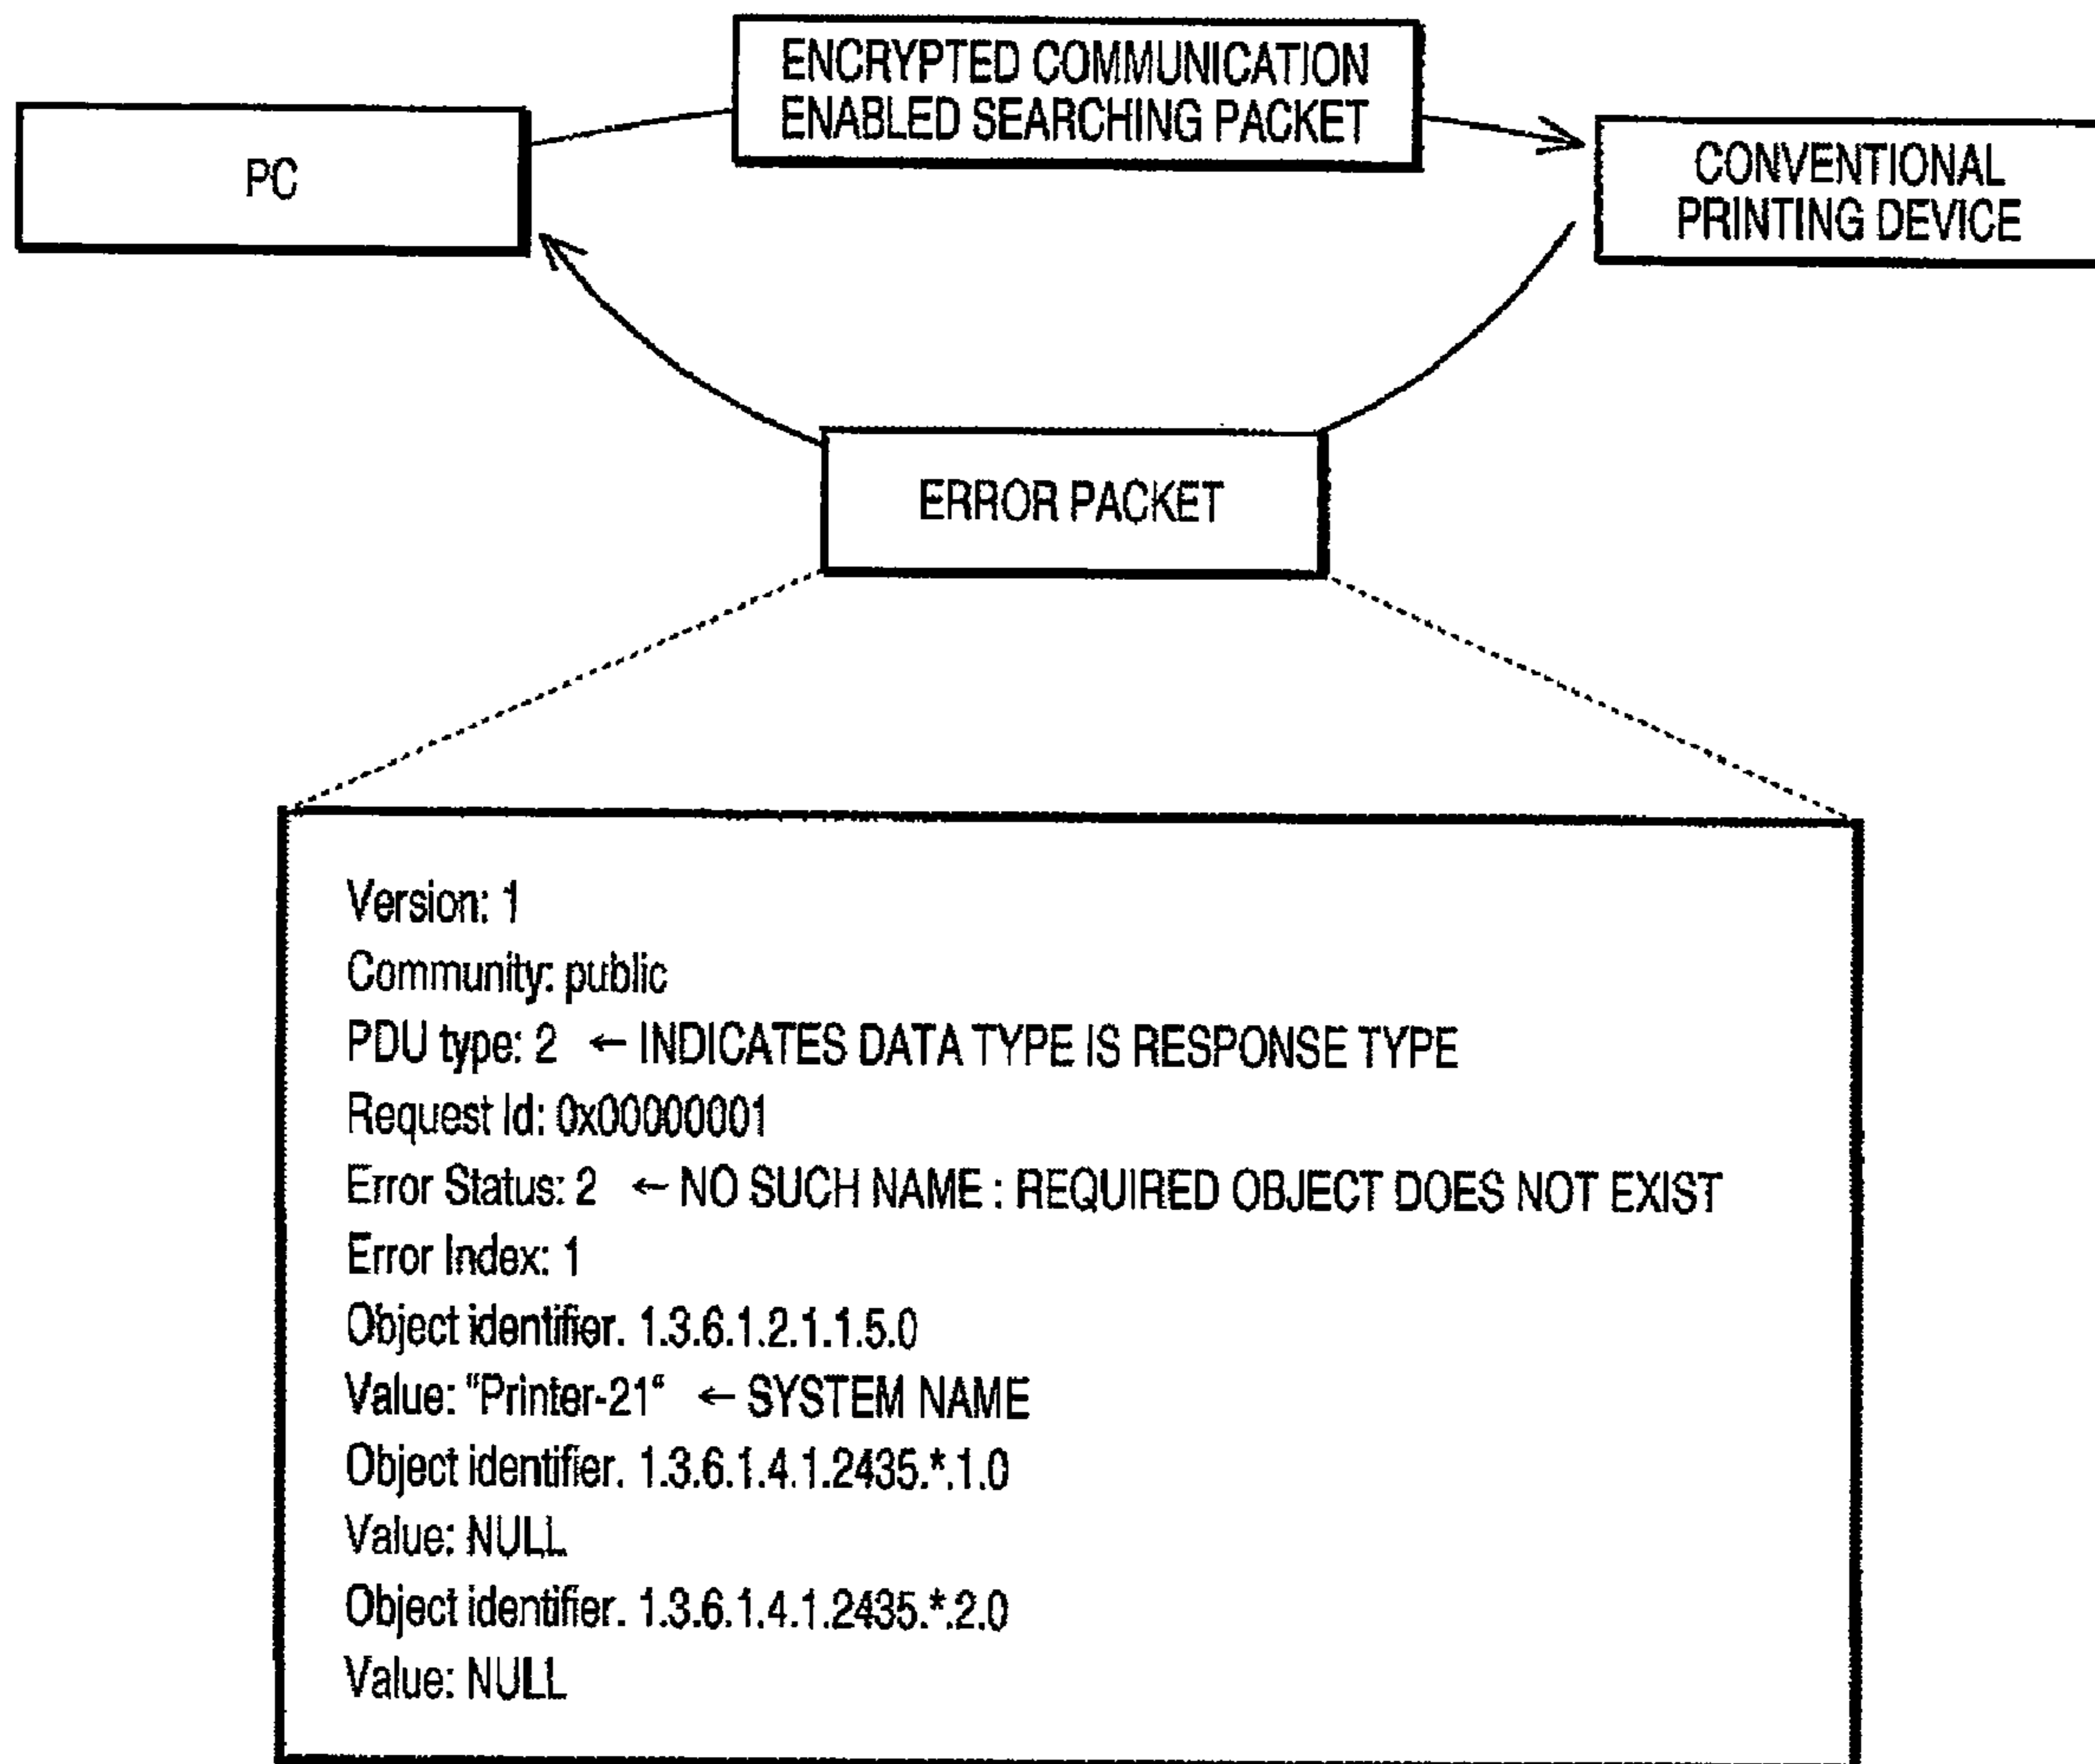 ENCRYPTED COMMUNICATION
ENABLED SEARCHING PACKET
PC
CONVENTIONAL
PRINTING DEVICE
ERROR PACKET
Version: 1
Community: public
PDU type: 2 ← INDICATES DATA TYPE IS RESPONSE TYPE
Request Id: 0x00000001
Error Status: 2 ← NO SUCH NAME : REQUIRED OBJECT DOES NOT EXIST
Error Index: 1
Object identifier. 1.3.6.1.2.1.1.5.0
Value: “Printer-21“ ← SYSTEM NAME
Object identifier. 1.3.6.1.4.1.2435.*.1.0
Value: NULL
Object identifier. 1.3.6.1.4.1.2435.*.2.0
Value: NULL